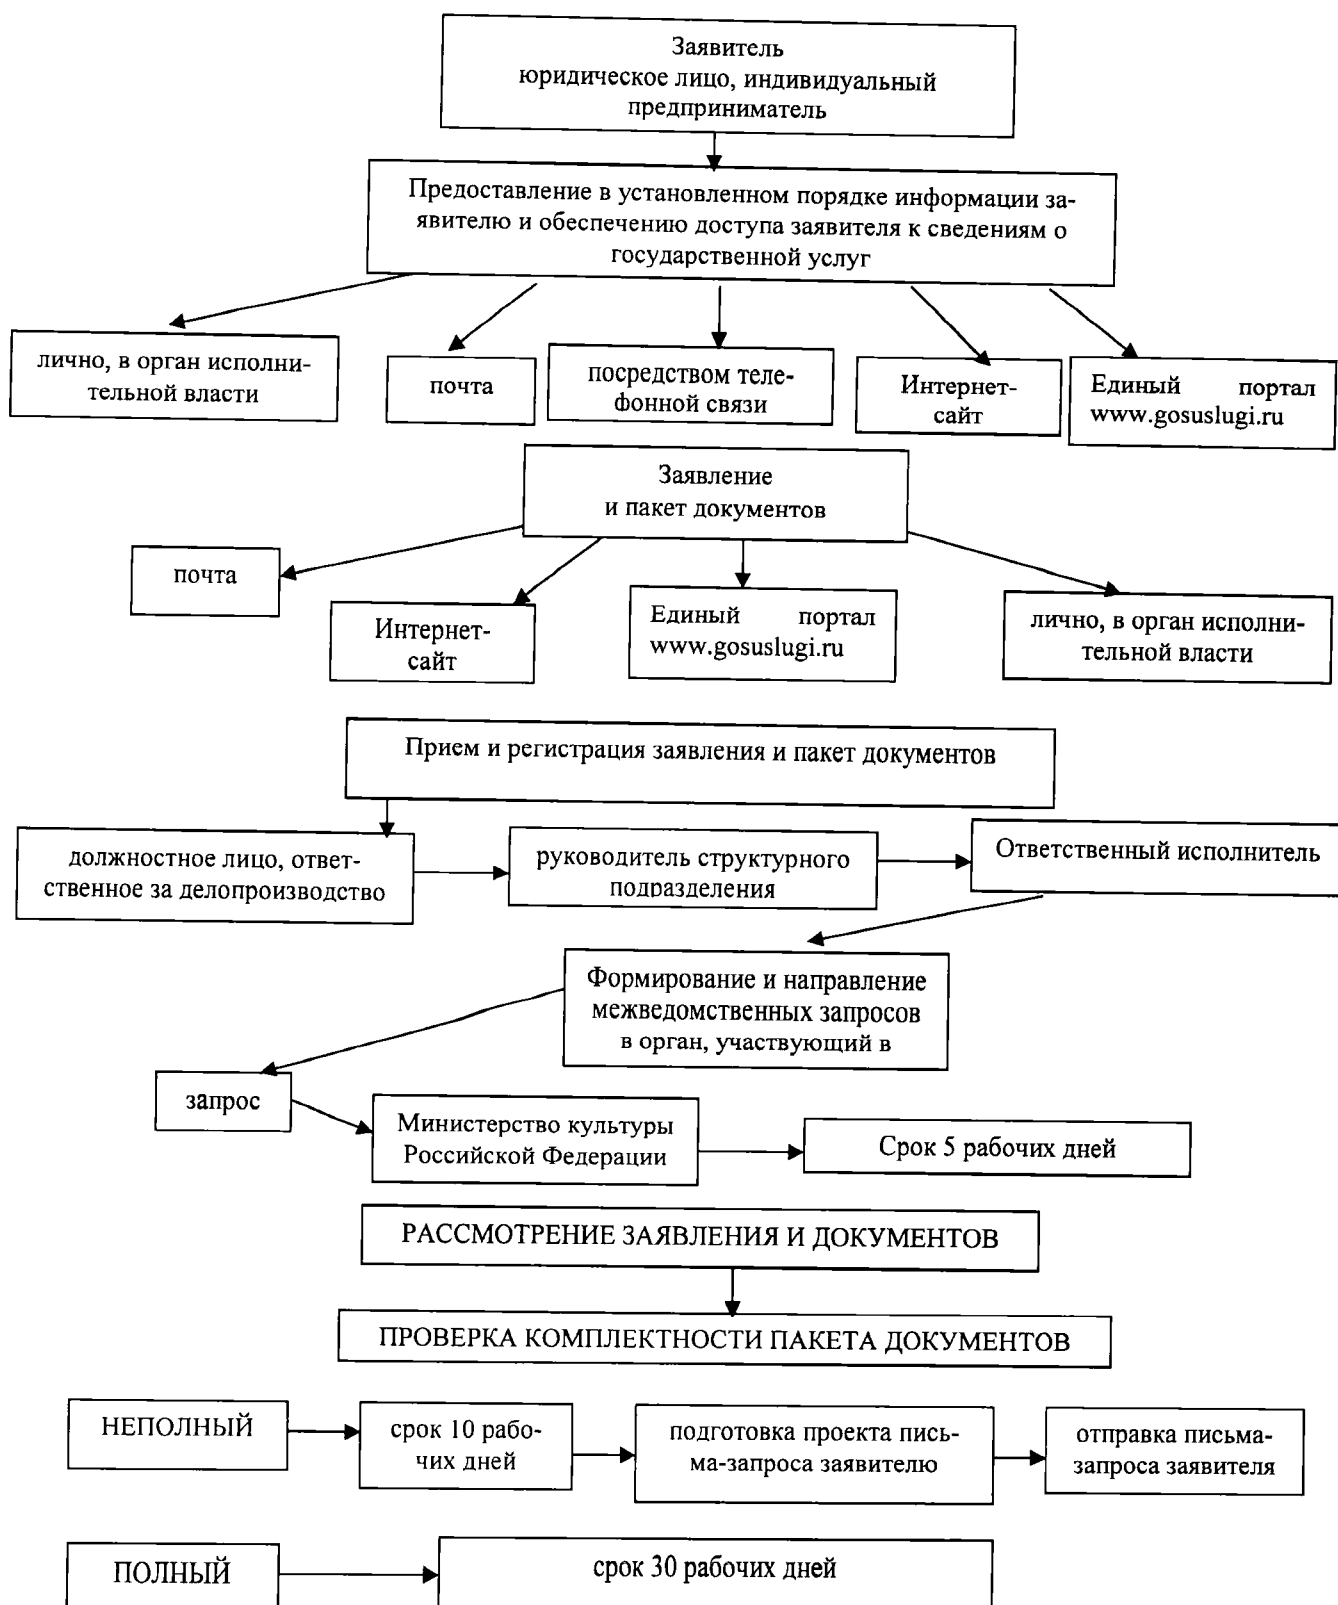 Заявитель
юридическое лицо, индивидуальный
предприниматель
Предоставление в установленном порядке информации за-
явителю и обеспечению доступа заявителя к сведениям о
государственной услуг
лично, в орган исполни-
тельной власти
почта
посредством теле-
фонной связи
Интернет-
сайт
Единый портал
www.gosuslugi.ru
Заявление
и пакет документов
почта
Интернет-
сайт
Единый портал
www.gosuslugi.ru
лично, в орган исполни-
тельной власти
Прием и регистрация заявления и пакет документов
должностное лицо, ответ-
ственное за делопроизводство
руководитель структурного
подразделения
Ответственный исполнитель
Формирование и направление
межведомственных запросов
в орган, участвующий в
запрос
Министерство культуры
Российской Федерации
Срок 5 рабочих дней
РАССМОТРЕНИЕ ЗАЯВЛЕНИЯ И ДОКУМЕНТОВ
ПРОВЕРКА КОМПЛЕКТНОСТИ ПАКЕТА ДОКУМЕНТОВ
НЕПОЛНЫЙ
срок 10 рабо-
чих дней
подготовка проекта пись-
ма-запроса заявителю
отправка письма-
запроса заявителя
ПОЛНЫЙ
срок 30 рабочих дней